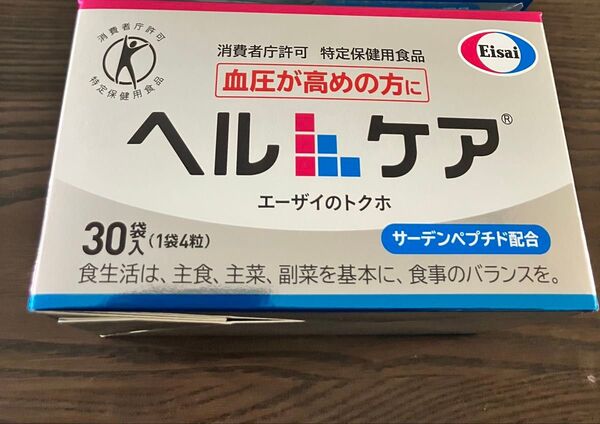 消費者庁許可
特定保健用食品
消費者庁許可 特定保健用食品
Eisai
血圧が高めの方に
ヘルケア®
エーザイのトクホ
30袋入(1袋4粒)
サーデンペプチド配合
食生活は、主食、主菜、副菜を基本に、食事のバランスを。